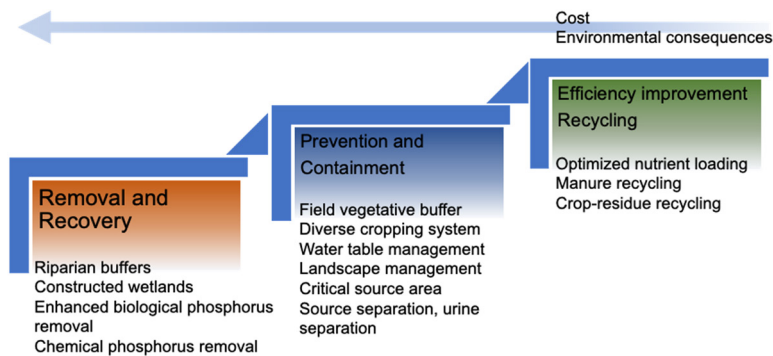 Cost
Environmental consequences
Efficiency improvement
Recycling
Optimized nutrient loading
Manure recycling
Crop-residue recycling
Prevention and
Containment
Field vegetative buffer
Diverse cropping system
Water table management
Landscape management
Critical source area
Source separation, urine
separation
Removal and
Recovery
Riparian buffers
Constructed wetlands
Enhanced biological phosphorus
removal
Chemical phosphorus removal